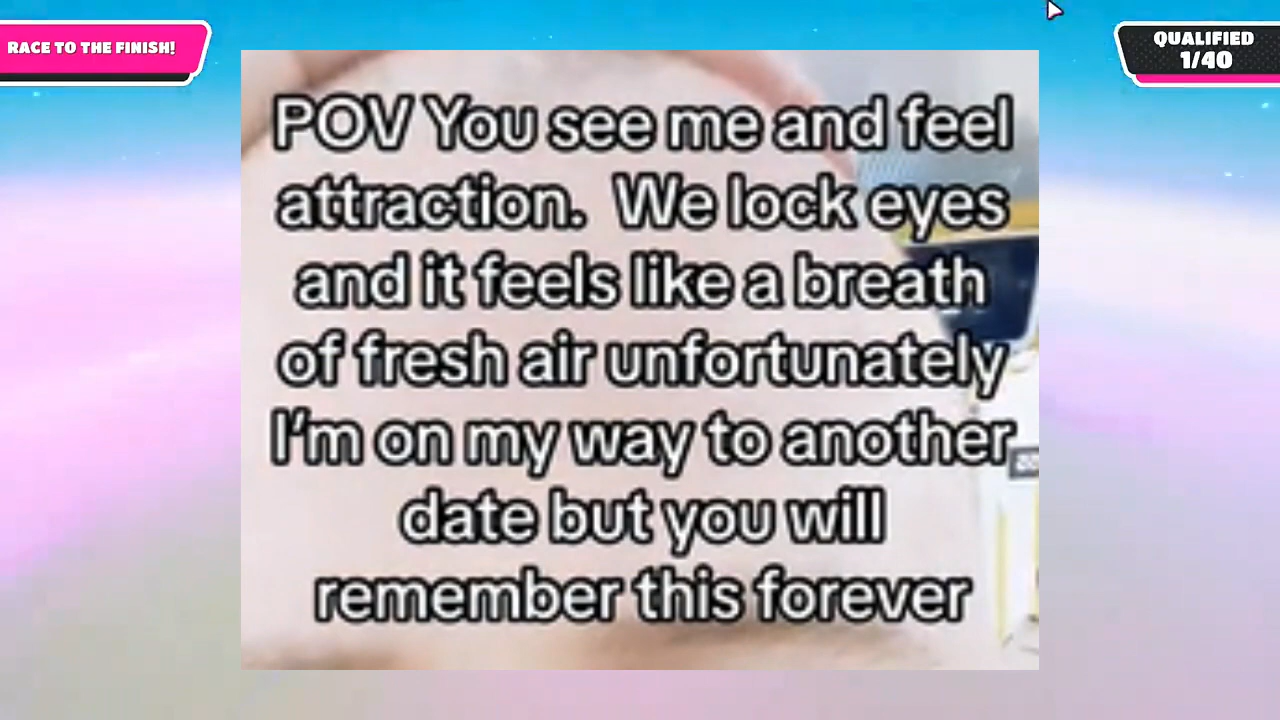 RACE TO THE FINISH!
QUALIFIED
1/40
POV You see me and feel
attraction. We lock eyes
and it feels like a breath
of fresh air unfortunately
I'm on my way to another
date but you will
remember this forever